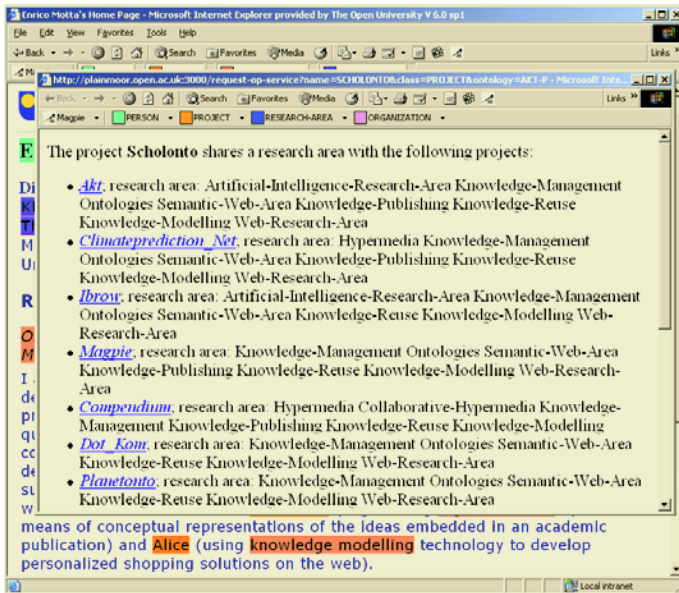 Enrico Motta's Home Page - Microsoft Internet Explorer provided by The Open University V 6.0 sp1
File Edit View Favorites Tools Help
Back Search Favorites Media Links »
http://plainmoor.open.ac.uk:3000/request-op-service?name=SCHOLONTO&class=PROJECT&ontology=AKT-P - Microsoft Inte...
Back Search Favorites Media Links »
Magpie PERSON PROJECT RESEARCH-AREA ORGANIZATION
The project Scholonto shares a research area with the following projects:
• Akt; research area: Artificial-Intelligence-Research-Area Knowledge-Management
Ontologies Semantic-Web-Area Knowledge-Publishing Knowledge-Reuse
Knowledge-Modelling Web-Research-Area
• Climateprediction_Net; research area: Hypermedia Knowledge-Management
Ontologies Semantic-Web-Area Knowledge-Publishing Knowledge-Reuse
Knowledge-Modelling Web-Research-Area
• Ibrow; research area: Artificial-Intelligence-Research-Area Knowledge-Management
Ontologies Semantic-Web-Area Knowledge-Reuse Knowledge-Modelling Web-
Research-Area
• Magpie; research area: Knowledge-Management Ontologies Semantic-Web-Area
Knowledge-Publishing Knowledge-Reuse Knowledge-Modelling Web-Research-
Area
• Compendium; research area: Hypermedia Collaborative-Hypermedia Knowledge-
Management Knowledge-Publishing Knowledge-Reuse Knowledge-Modelling
• Dot_Kom; research area: Knowledge-Management Ontologies Semantic-Web-Area
Knowledge-Reuse Knowledge-Modelling Web-Research-Area
• Planetonto; research area: Knowledge-Management Ontologies Semantic-Web-Area
Knowledge-Reuse Knowledge-Modelling Web-Research-Area
means of conceptual representations of the ideas embedded in an academic
publication) and Alice (using knowledge modelling technology to develop
personalized shopping solutions on the web).
Local intranet